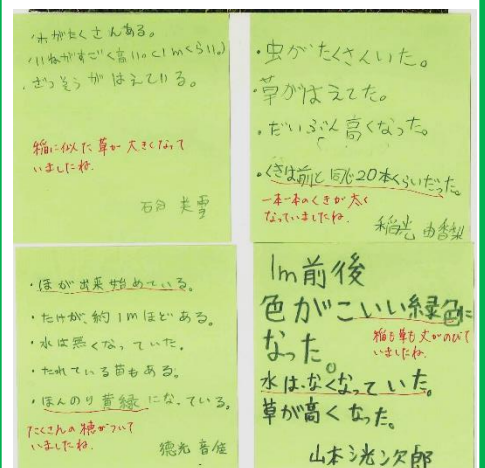 ・水がたくさんある。
・いねがすごく高い。(1mくらい。)
・ざっそうがはえている。
稲に似た草が大きくなって
いましたね。
・虫がたくさんいた。
・草がはえてた。
・だいぶん高くなった。
・くきは前と同じ20本くらいだった。
一本一本のくきが太く
なっていましたね。
稲光 由香梨
・ほが出来始めている。
・たけが、約1mほどある。
・水は無くなっていた。
・たれている苗もある。
・ほんのり黄緑になっている。
たくさんの穂がついて
いましたね。
徳光 音
1m前後
色がこいい緑色に
なった。
稲も草も丈がのびて
いましたね。
水は、なくなっていた。
草が高くなった。
山本 次郎